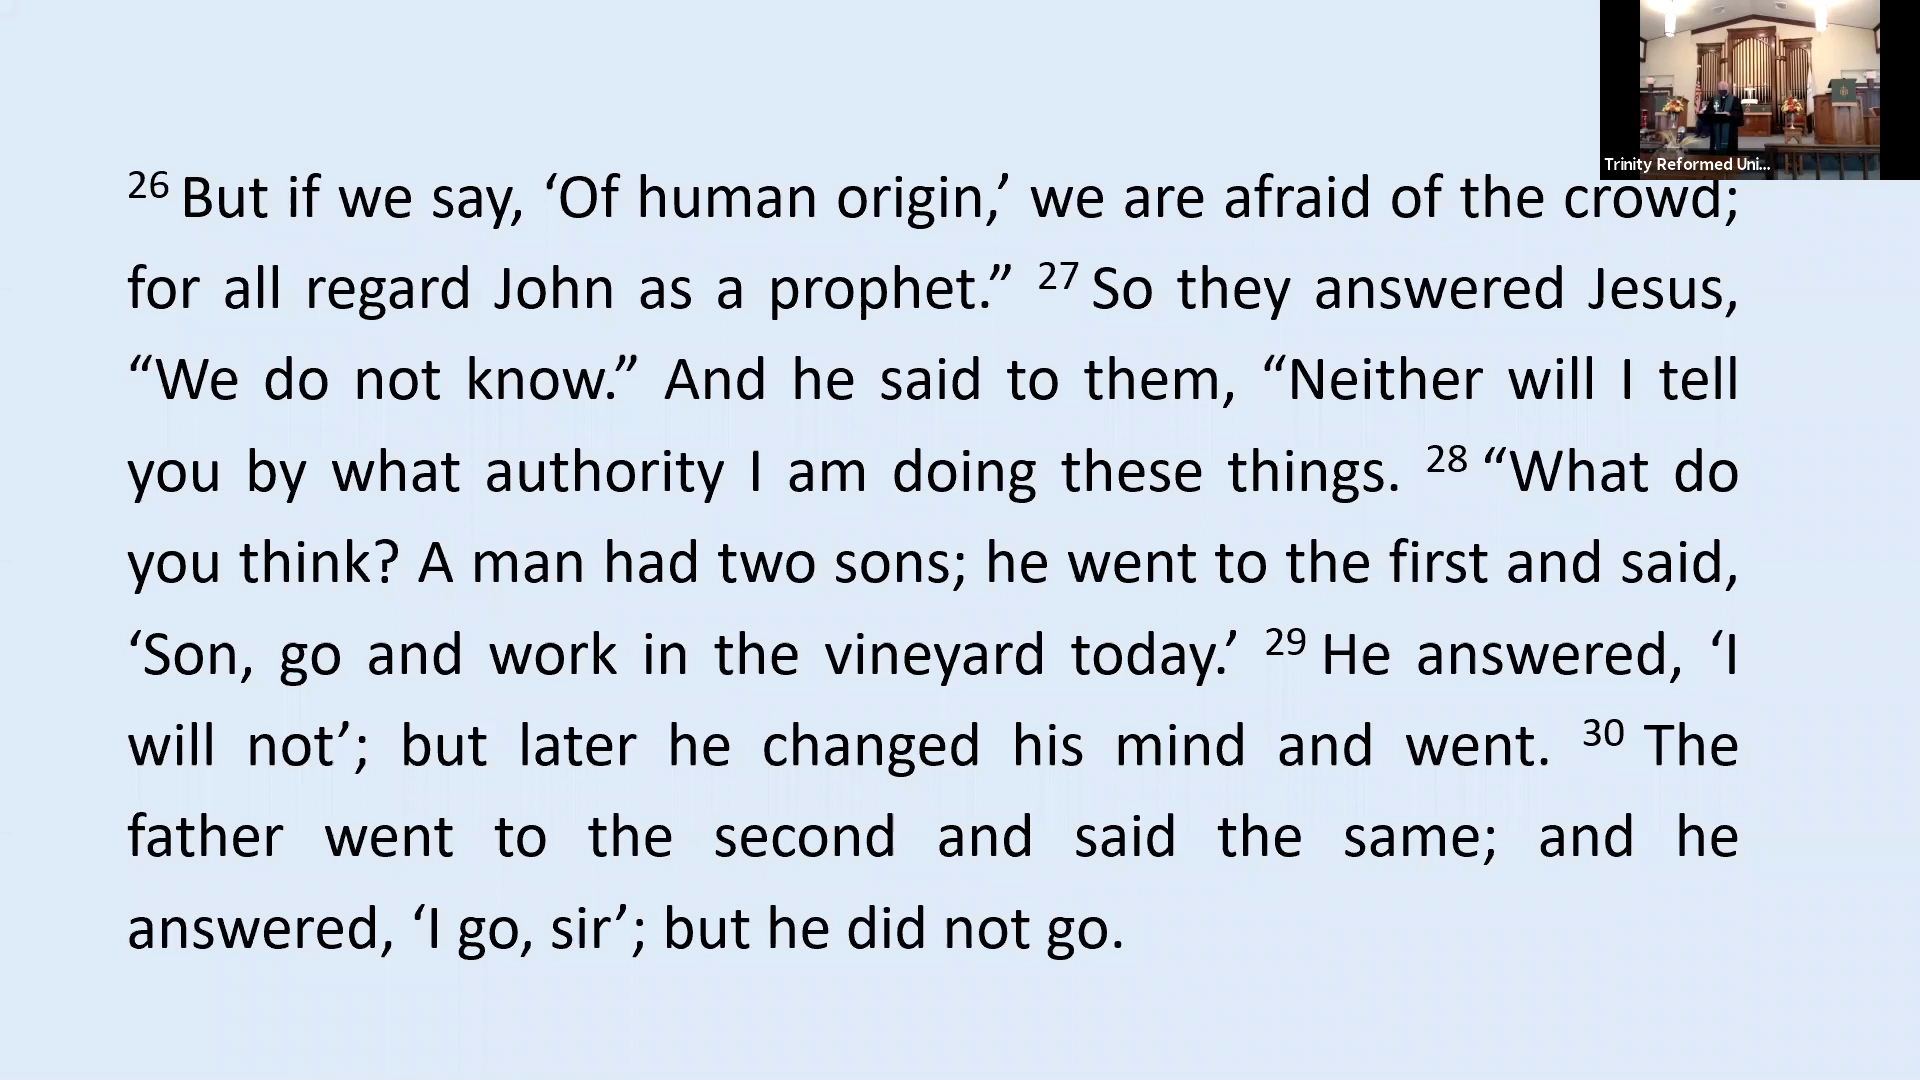 Trinity Reformed Uni...
26 But if we say, ‘Of human origin,’ we are afraid of the crowd;
for all regard John as a prophet.” 27 So they answered Jesus,
“We do not know.” And he said to them, “Neither will I tell
you by what authority I am doing these things. 28 “What do
you think? A man had two sons; he went to the first and said,
‘Son, go and work in the vineyard today.’ 29 He answered, ‘I
will not’; but later he changed his mind and went. 30 The
father went to the second and said the same; and he
answered, ‘I go, sir’; but he did not go.